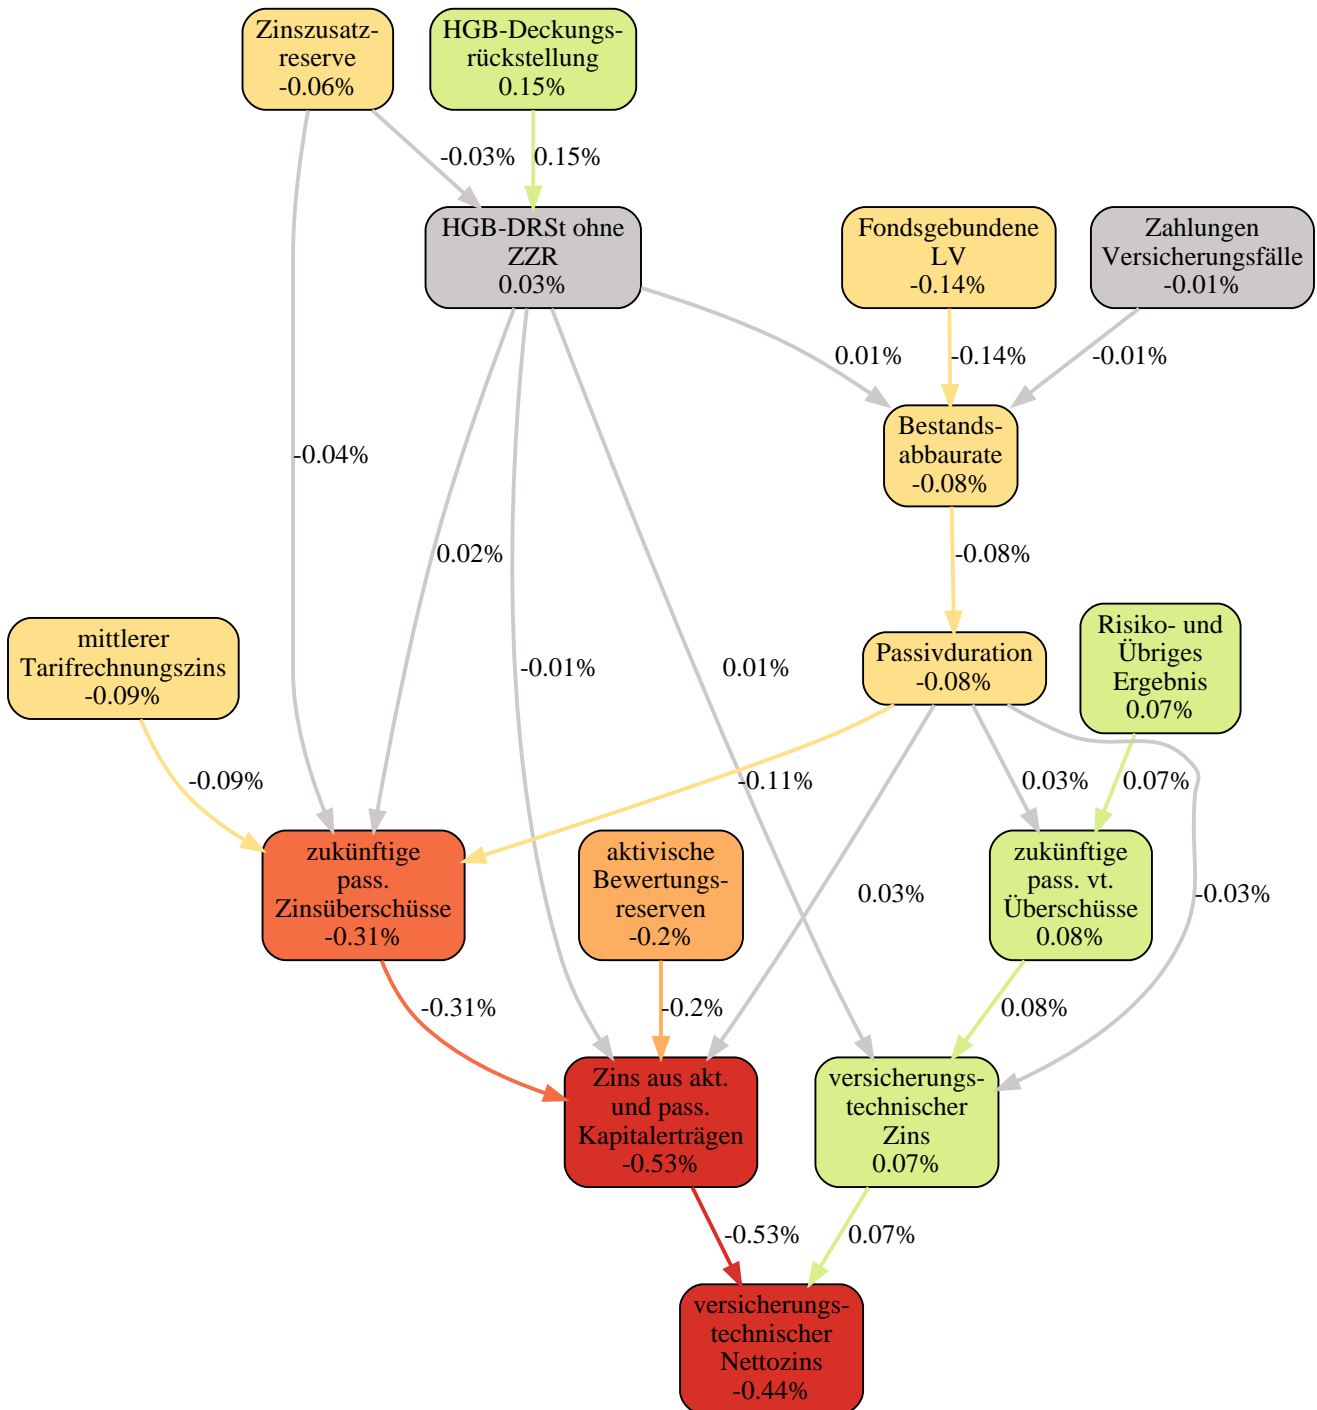 Zinszusatz-
reserve
-0.06%
HGB-Deckungs-
rückstellung
0.15%
-0.03%
0.15%
HGB-DRSt ohne
ZZR
0.03%
Fondsgebundene
LV
-0.14%
Zahlungen
Versicherungsfälle
-0.01%
0.01%
-0.14%
-0.01%
Bestands-
abbaurate
-0.08%
-0.04%
0.02%
-0.08%
mittlerer
Tarifrechnungszins
-0.09%
-0.01%
0.01%
Passivduration
-0.08%
Risiko- und
Übriges
Ergebnis
0.07%
-0.09%
-0.11%
0.03%
0.07%
zukünftige
pass.
Zinsüberschüsse
-0.31%
aktivische
Bewertungs-
reserven
-0.2%
0.03%
zukünftige
pass. vt.
Überschüsse
0.08%
-0.03%
-0.31%
-0.2%
0.08%
Zins aus akt.
und pass.
Kapitalerträgen
-0.53%
versicherungs-
technischer
Zins
0.07%
-0.53%
0.07%
versicherungs-
technischer
Nettozins
-0.44%